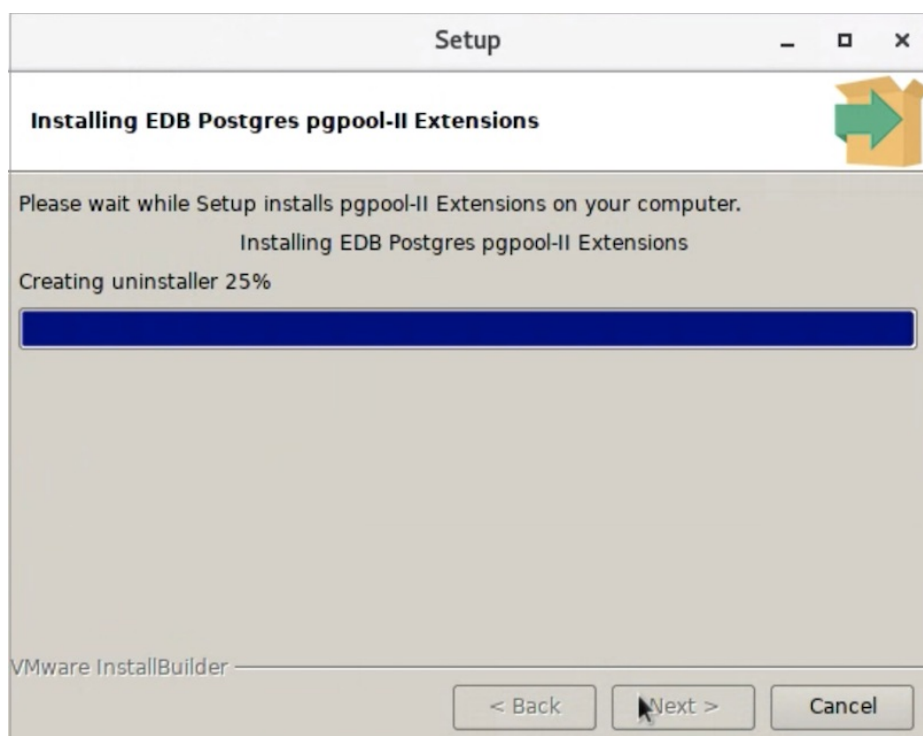 Setup
Installing EDB Postgres pgpool-II Extensions
Please wait while Setup installs pgpool-II Extensions on your computer.
Installing EDB Postgres pgpool-II Extensions
Creating uninstaller 25%
VMware InstallBuilder
< Back
Next >
Cancel